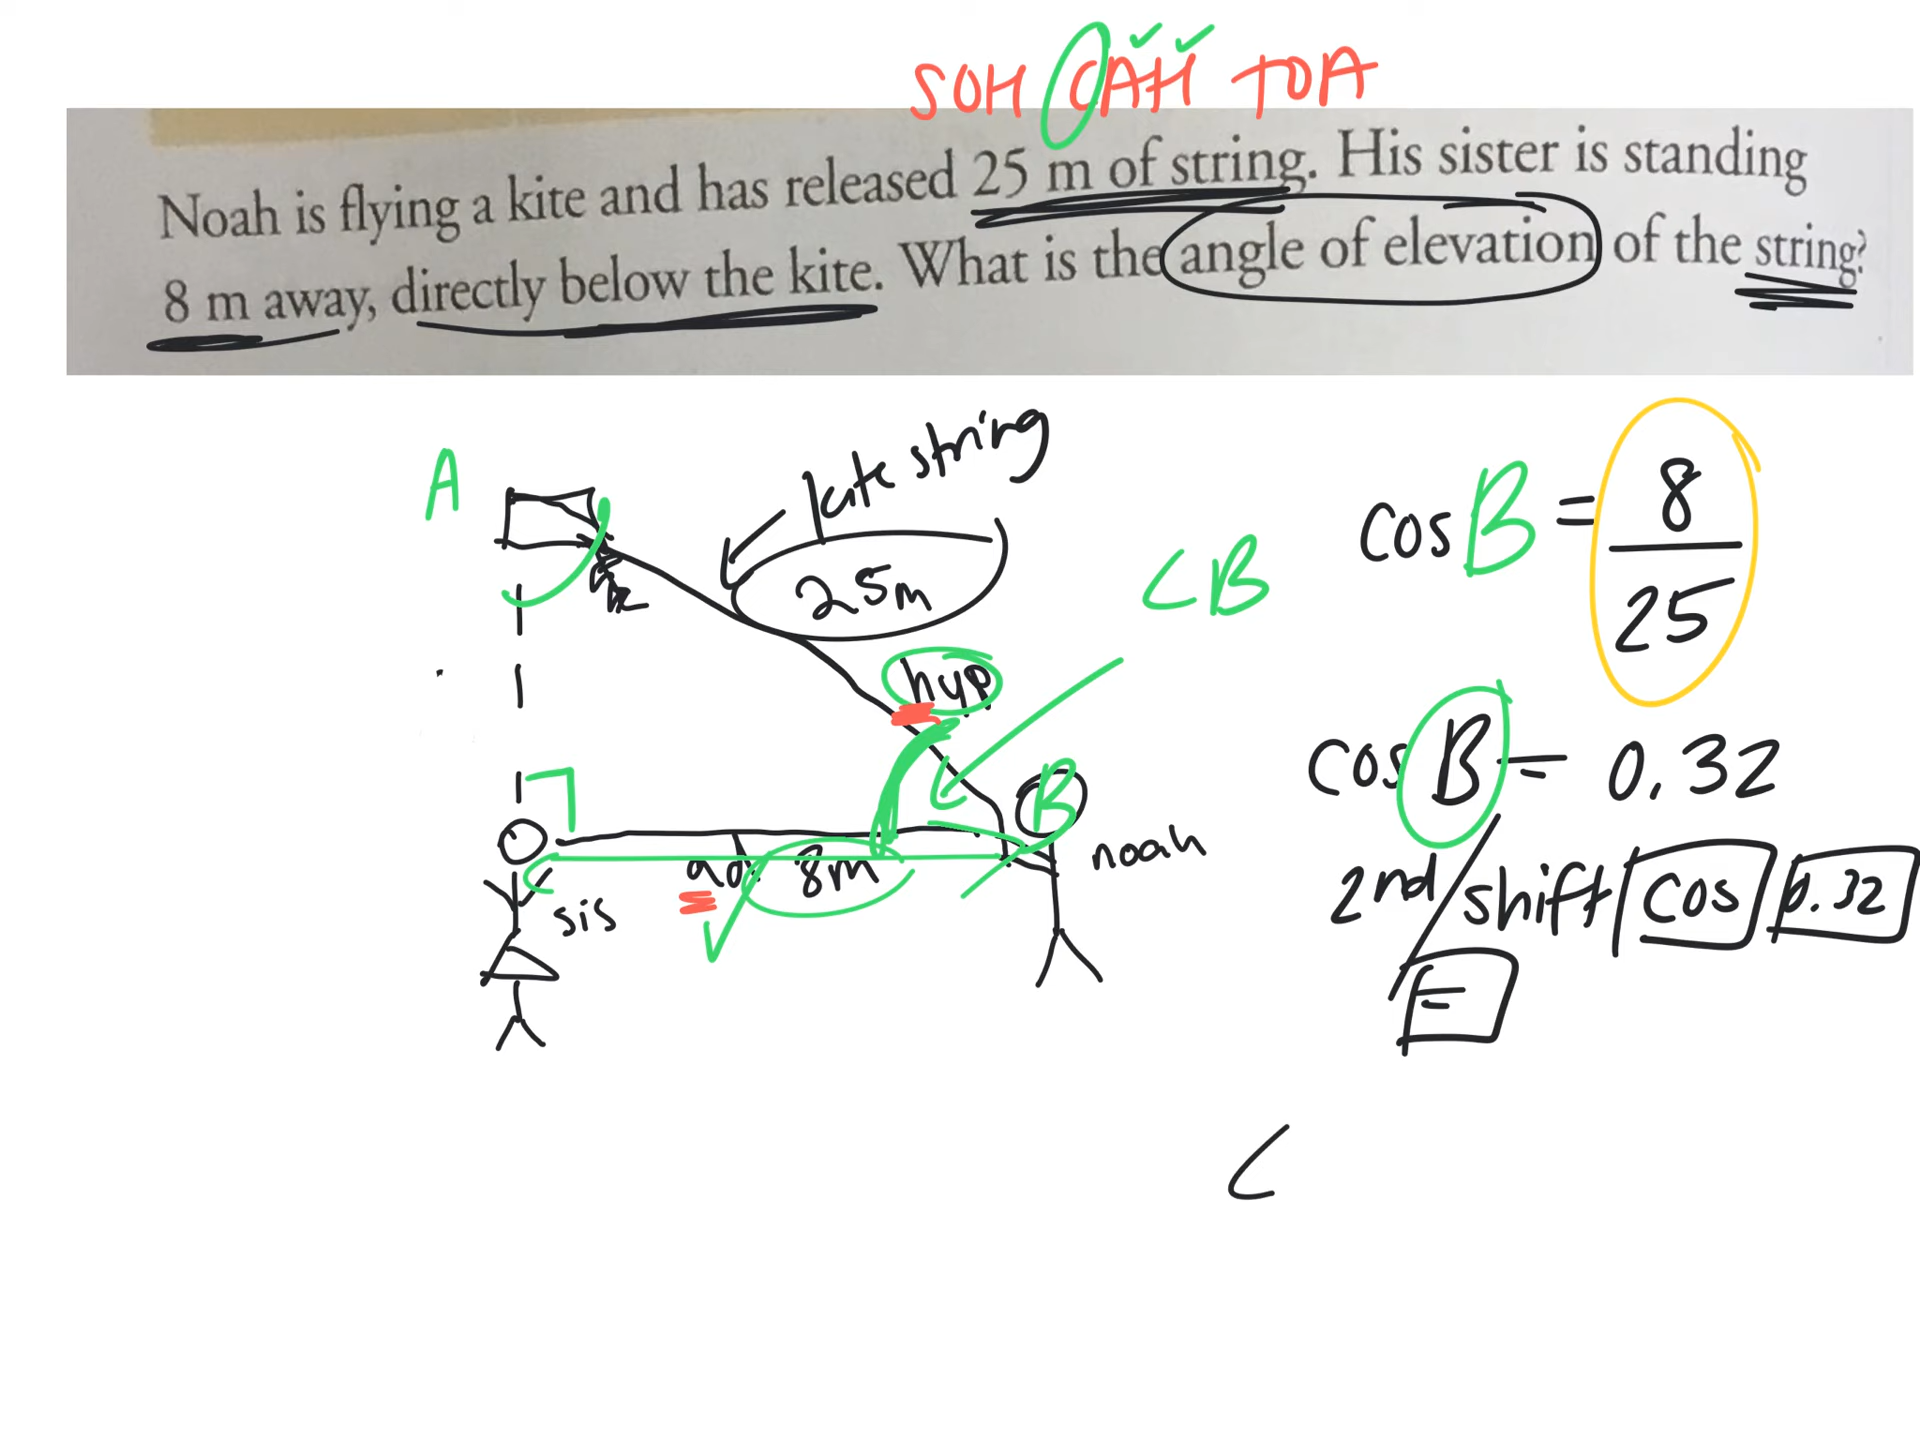 SOH CAH TOA
Noah is flying a kite and has released 25 m of string. His sister is standing
8 m away, directly below the kite. What is the angle of elevation of the string?
A
kite string
25m
<B
cos B = 8/25
hyp
B
cos B = 0.32
noah
adj 8m
sis
2nd/shift cos 0.32
=
<